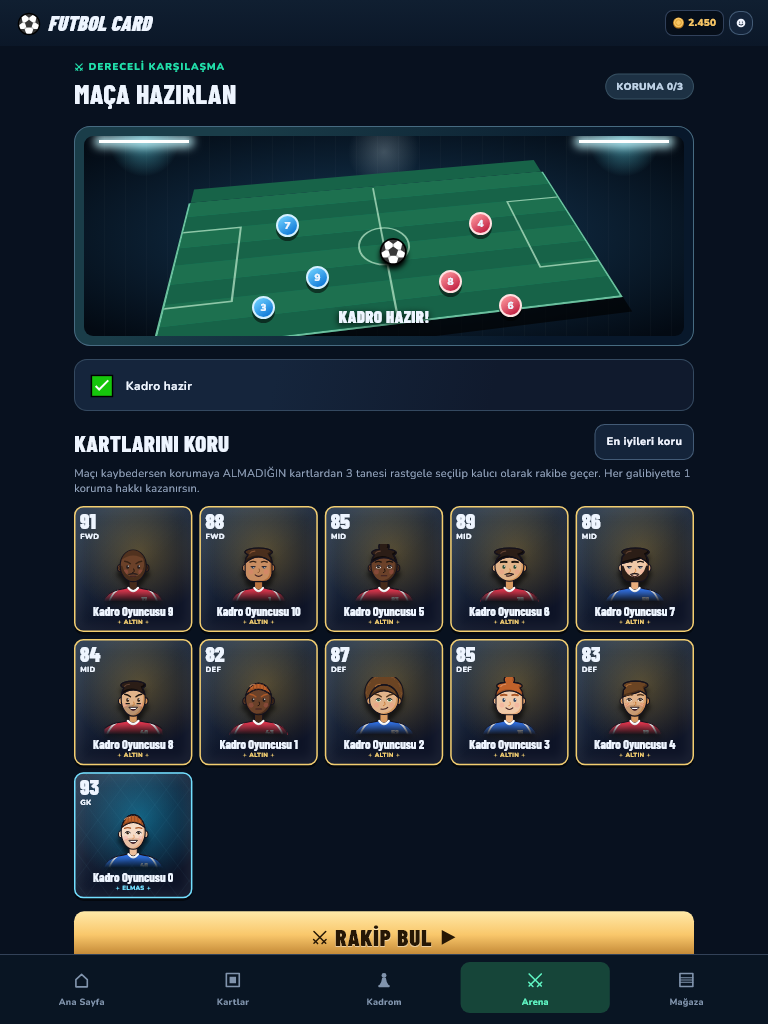 FUTBOL CARD
2.450
DERECELİ KARŞILAŞMA
MAÇA HAZIRLAN
KORUMA 0/3
7
4
9
8
3
6
KADRO HAZIR!
Kadro hazir
KARTLARINI KORU
En iyileri koru
Maçı kaybedersen korumaya ALMADIĞIN kartlardan 3 tanesi rastgele seçilip kalıcı olarak rakibe geçer. Her galibiyette 1
koruma hakkı kazanırsın.
91
FWD
Kadro Oyuncusu 9
ALTIN
88
FWD
Kadro Oyuncusu 10
ALTIN
85
MID
Kadro Oyuncusu 5
ALTIN
89
MID
Kadro Oyuncusu 6
ALTIN
86
MID
Kadro Oyuncusu 7
ALTIN
84
MID
Kadro Oyuncusu 8
ALTIN
82
DEF
Kadro Oyuncusu 1
ALTIN
87
DEF
Kadro Oyuncusu 2
ALTIN
85
DEF
Kadro Oyuncusu 3
ALTIN
83
DEF
Kadro Oyuncusu 4
ALTIN
93
GK
Kadro Oyuncusu 0
ELMAS
RAKİP BUL
Ana Sayfa
Kartlar
Kadrom
Arena
Mağaza